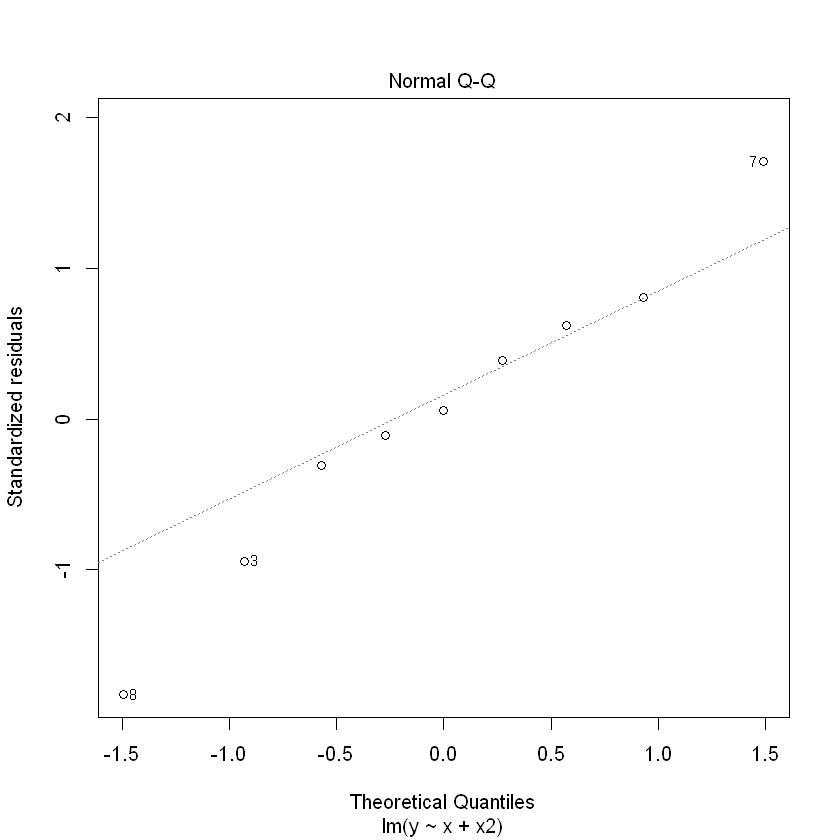 Normal Q-Q
2
1
0
-1
Standardized residuals
7
3
8
-1.5 -1.0 -0.5 0.0 0.5 1.0 1.5
Theoretical Quantiles
lm(y ~ x + x2)